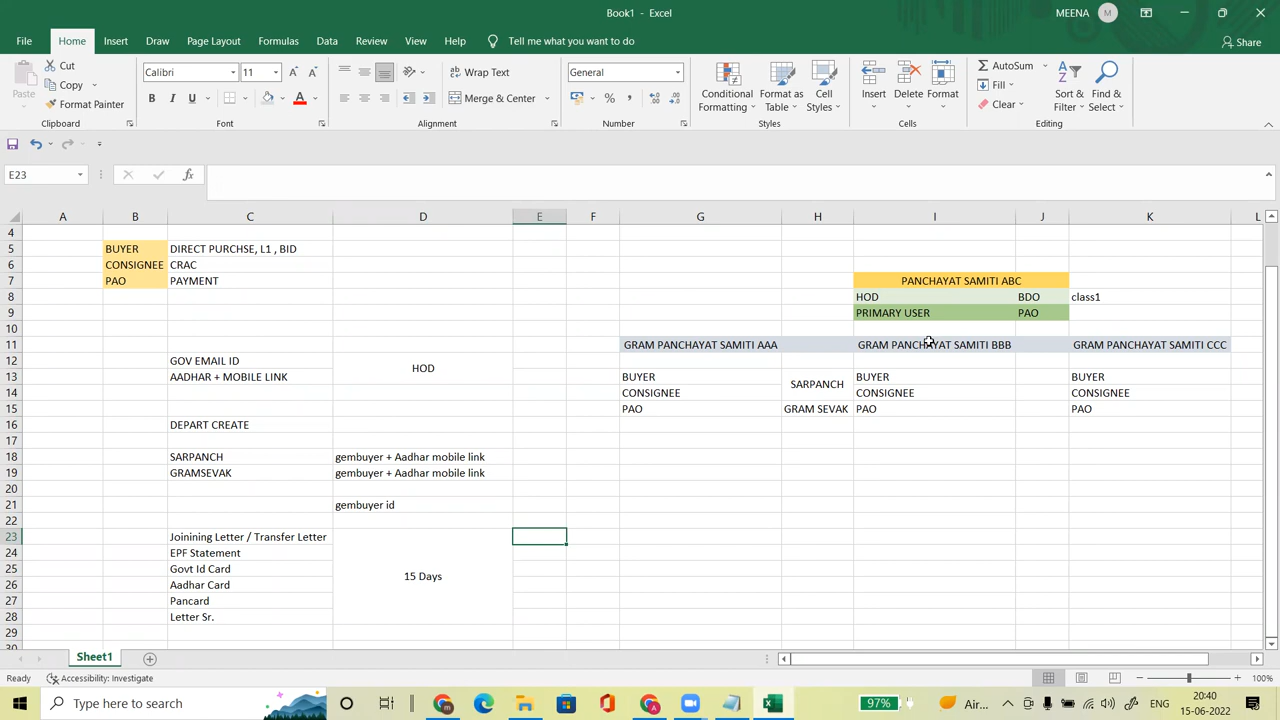 Book1 - Excel
MEENA
M
File Home Insert Draw Page Layout Formulas Data Review View Help Tell me what you want to do
Share
Paste
Cut
Copy
Format Painter
Clipboard
Calibri 11
B I U
Font
Wrap Text
Merge & Center
Alignment
General
Number
Conditional Formatting
Format as Table
Cell Styles
Styles
Insert Delete Format
Cells
AutoSum
Fill
Clear
Sort & Filter
Find & Select
Editing
E23
A B C D E F G H I J K L
4
5 BUYER DIRECT PURCHSE, L1 , BID
6 CONSIGNEE CRAC
7 PAO PAYMENT PANCHAYAT SAMITI ABC
8 HOD BDO class1
9 PRIMARY USER PAO
10
11 GRAM PANCHAYAT SAMITI AAA GRAM PANCHAYAT SAMITI BBB GRAM PANCHAYAT SAMITI CCC
12 GOV EMAIL ID HOD
13 AADHAR + MOBILE LINK BUYER SARPANCH BUYER BUYER
14 CONSIGNEE CONSIGNEE CONSIGNEE
15 PAO GRAM SEVAK PAO PAO
16 DEPART CREATE
17
18 SARPANCH gembuyer + Aadhar mobile link
19 GRAMSEVAK gembuyer + Aadhar mobile link
20
21 gembuyer id
22
23 Joinining Letter / Transfer Letter
24 EPF Statement
25 Govt Id Card 15 Days
26 Aadhar Card
27 Pancard
28 Letter Sr.
29
30
Sheet1
Ready Accessibility: Investigate 100%
Type here to search
97%
Air...
ENG
20:40
15-06-2022